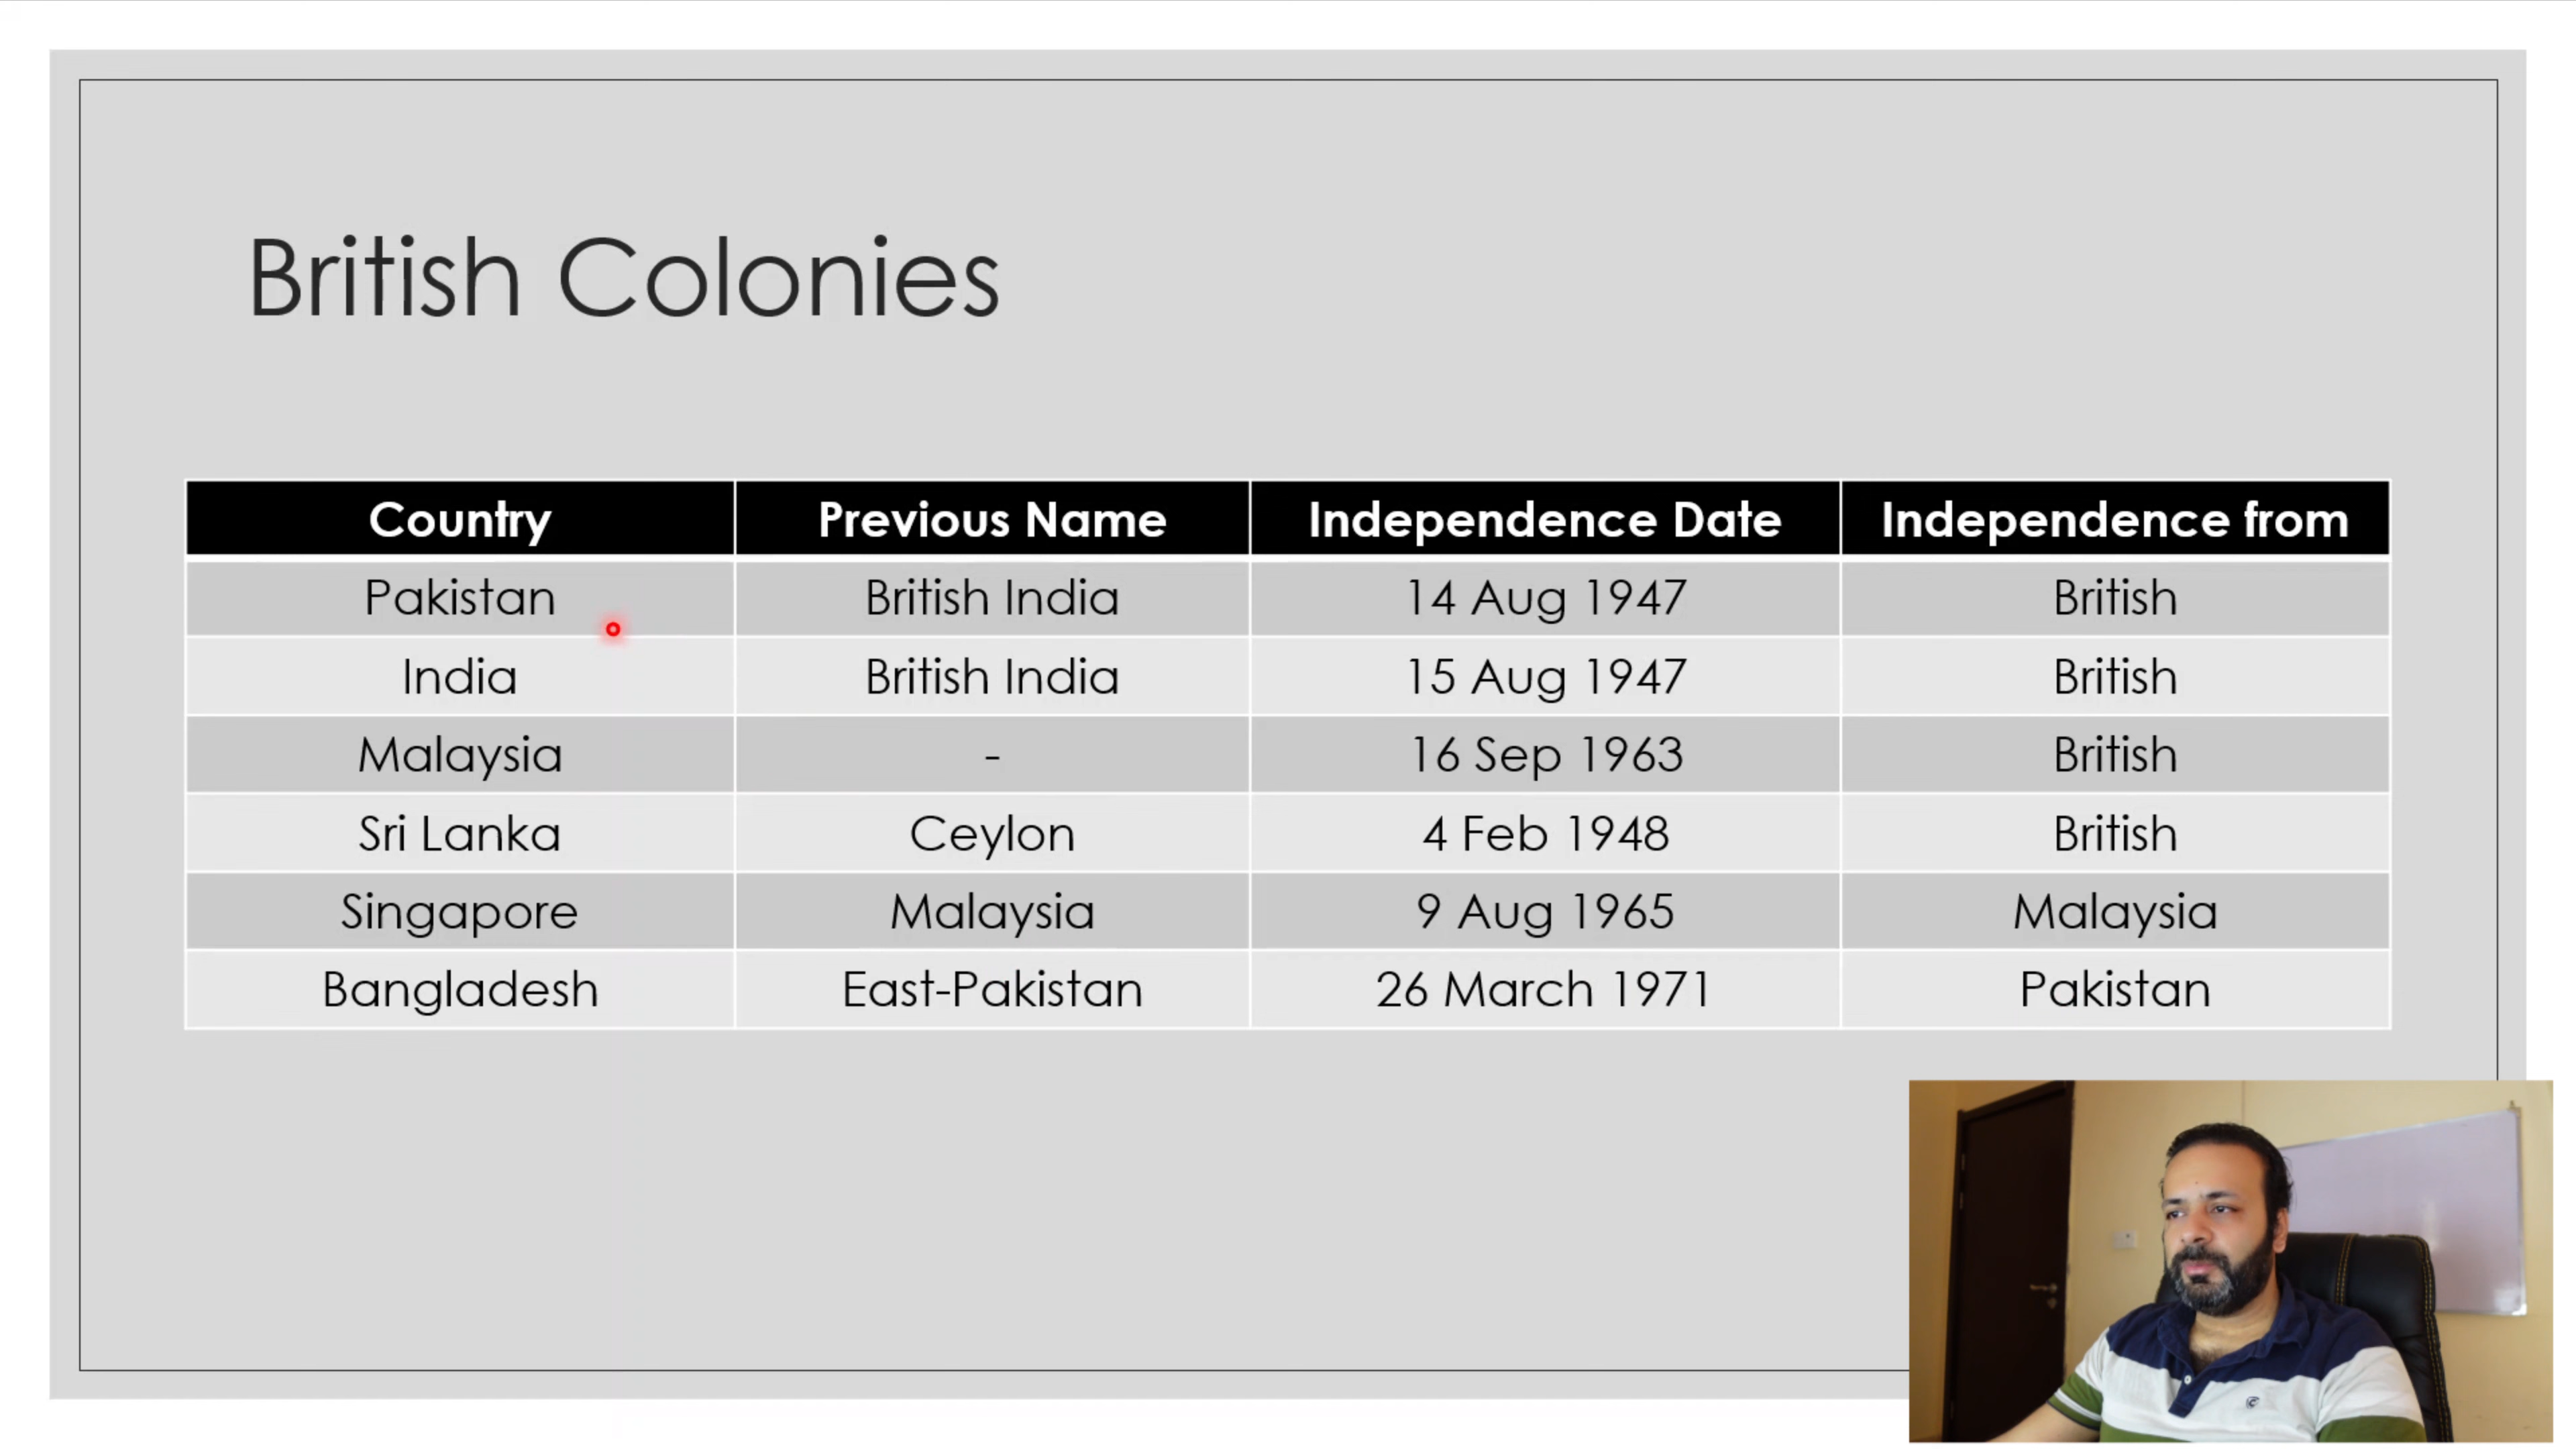 British Colonies
Country Previous Name Independence Date Independence from
Pakistan British India 14 Aug 1947 British
India British India 15 Aug 1947 British
Malaysia - 16 Sep 1963 British
Sri Lanka Ceylon 4 Feb 1948 British
Singapore Malaysia 9 Aug 1965 Malaysia
Bangladesh East-Pakistan 26 March 1971 Pakistan